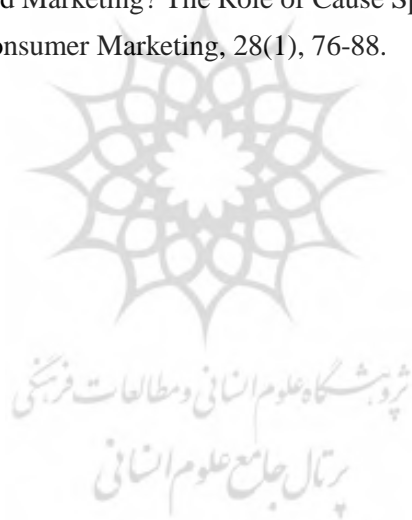 d Marketing? The Role of Cause Sp
onsumer Marketing, 28(1), 76-88.
پژوهشگاه علوم انسانی و مطالعات فرهنگی
پرتال جامع علوم انسانی